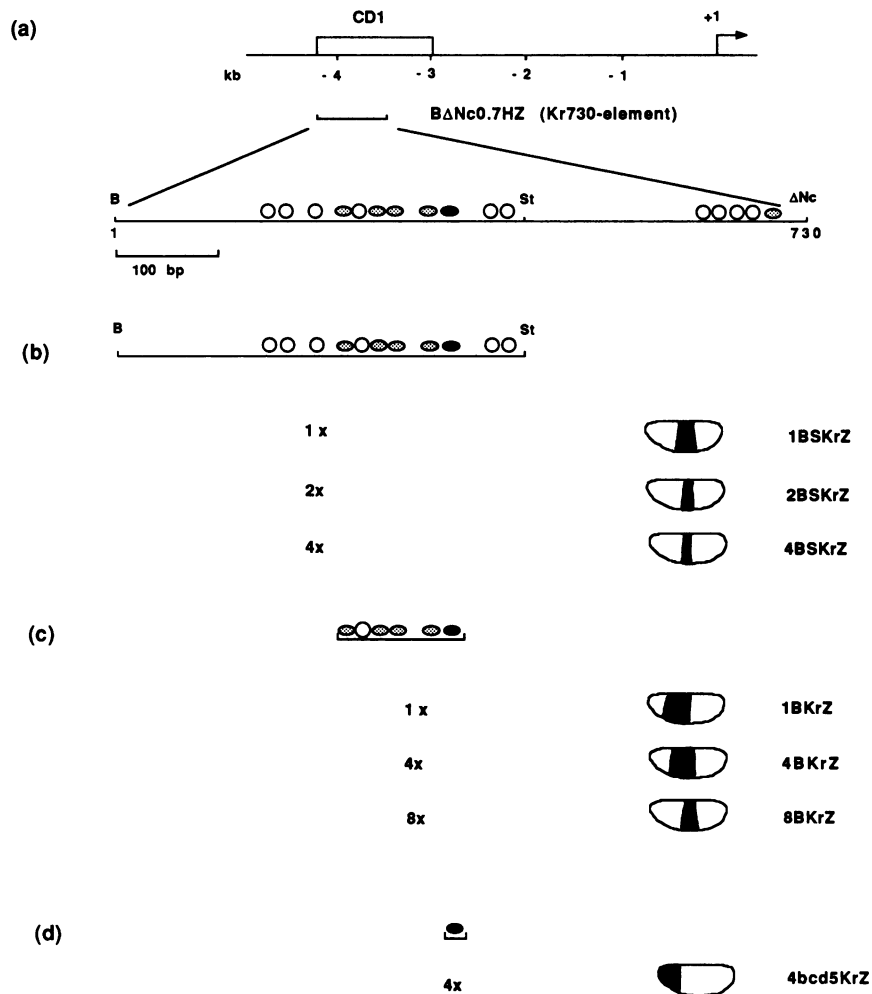 (a)
CD1
+1
kb
- 4
- 3
- 2
- 1
BΔNc0.7HZ (Kr730-element)
B
St
ΔNc
1
730
100 bp
(b)
B
St
1 x
1BSKrZ
2x
2BSKrZ
4x
4BSKrZ
(c)
1 x
1BKrZ
4x
4BKrZ
8x
8BKrZ
(d)
4x
4bcd5KrZ